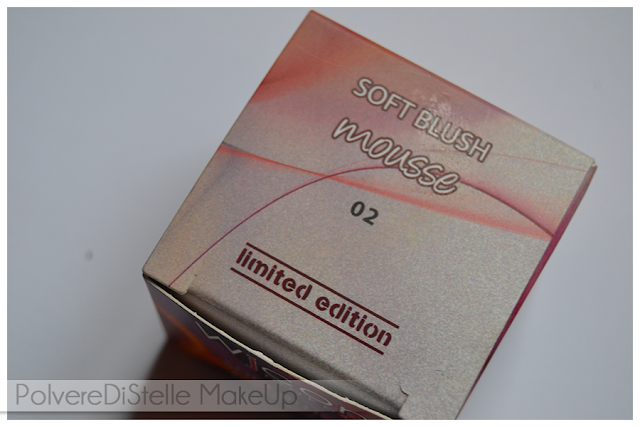 SOFT BLUSH
mousse
02
limited edition
PolvereDiStelle MakeUp